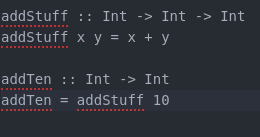 addStuff :: Int -> Int -> Int
addStuff x y = x + y
addTen :: Int -> Int
addTen = addStuff 10